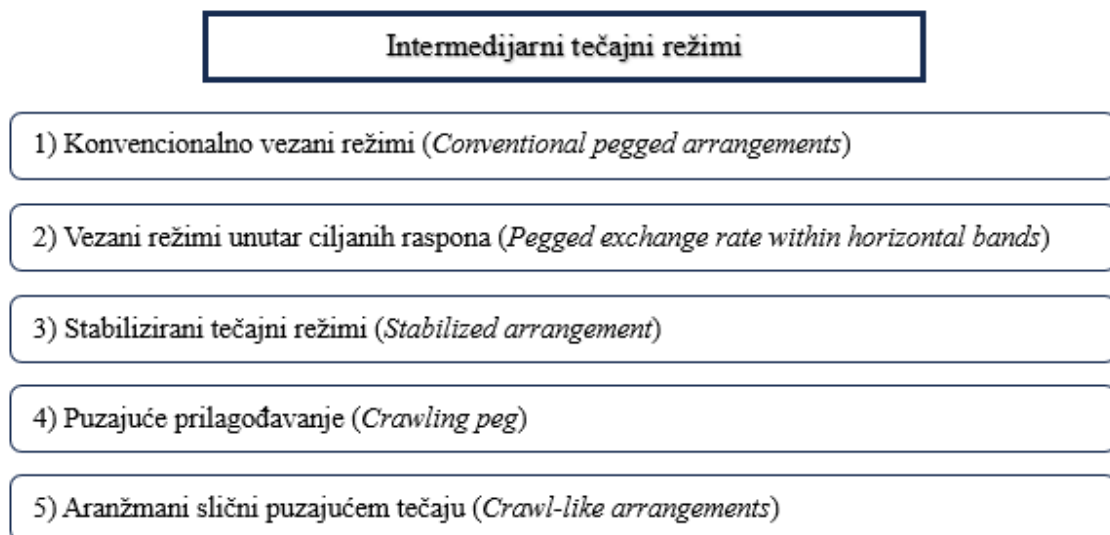 Intermedijarni tečajni režimi
1) Konvencionalno vezani režimi (Conventional pegged arrangements)
2) Vezani režimi unutar ciljanih raspona (Pegged exchange rate within horizontal bands)
3) Stabilizirani tečajni režimi (Stabilized arrangement)
4) Puzajuće prilagođavanje (Crawling peg)
5) Aranžmani slični puzajućem tečaju (Crawl-like arrangements)